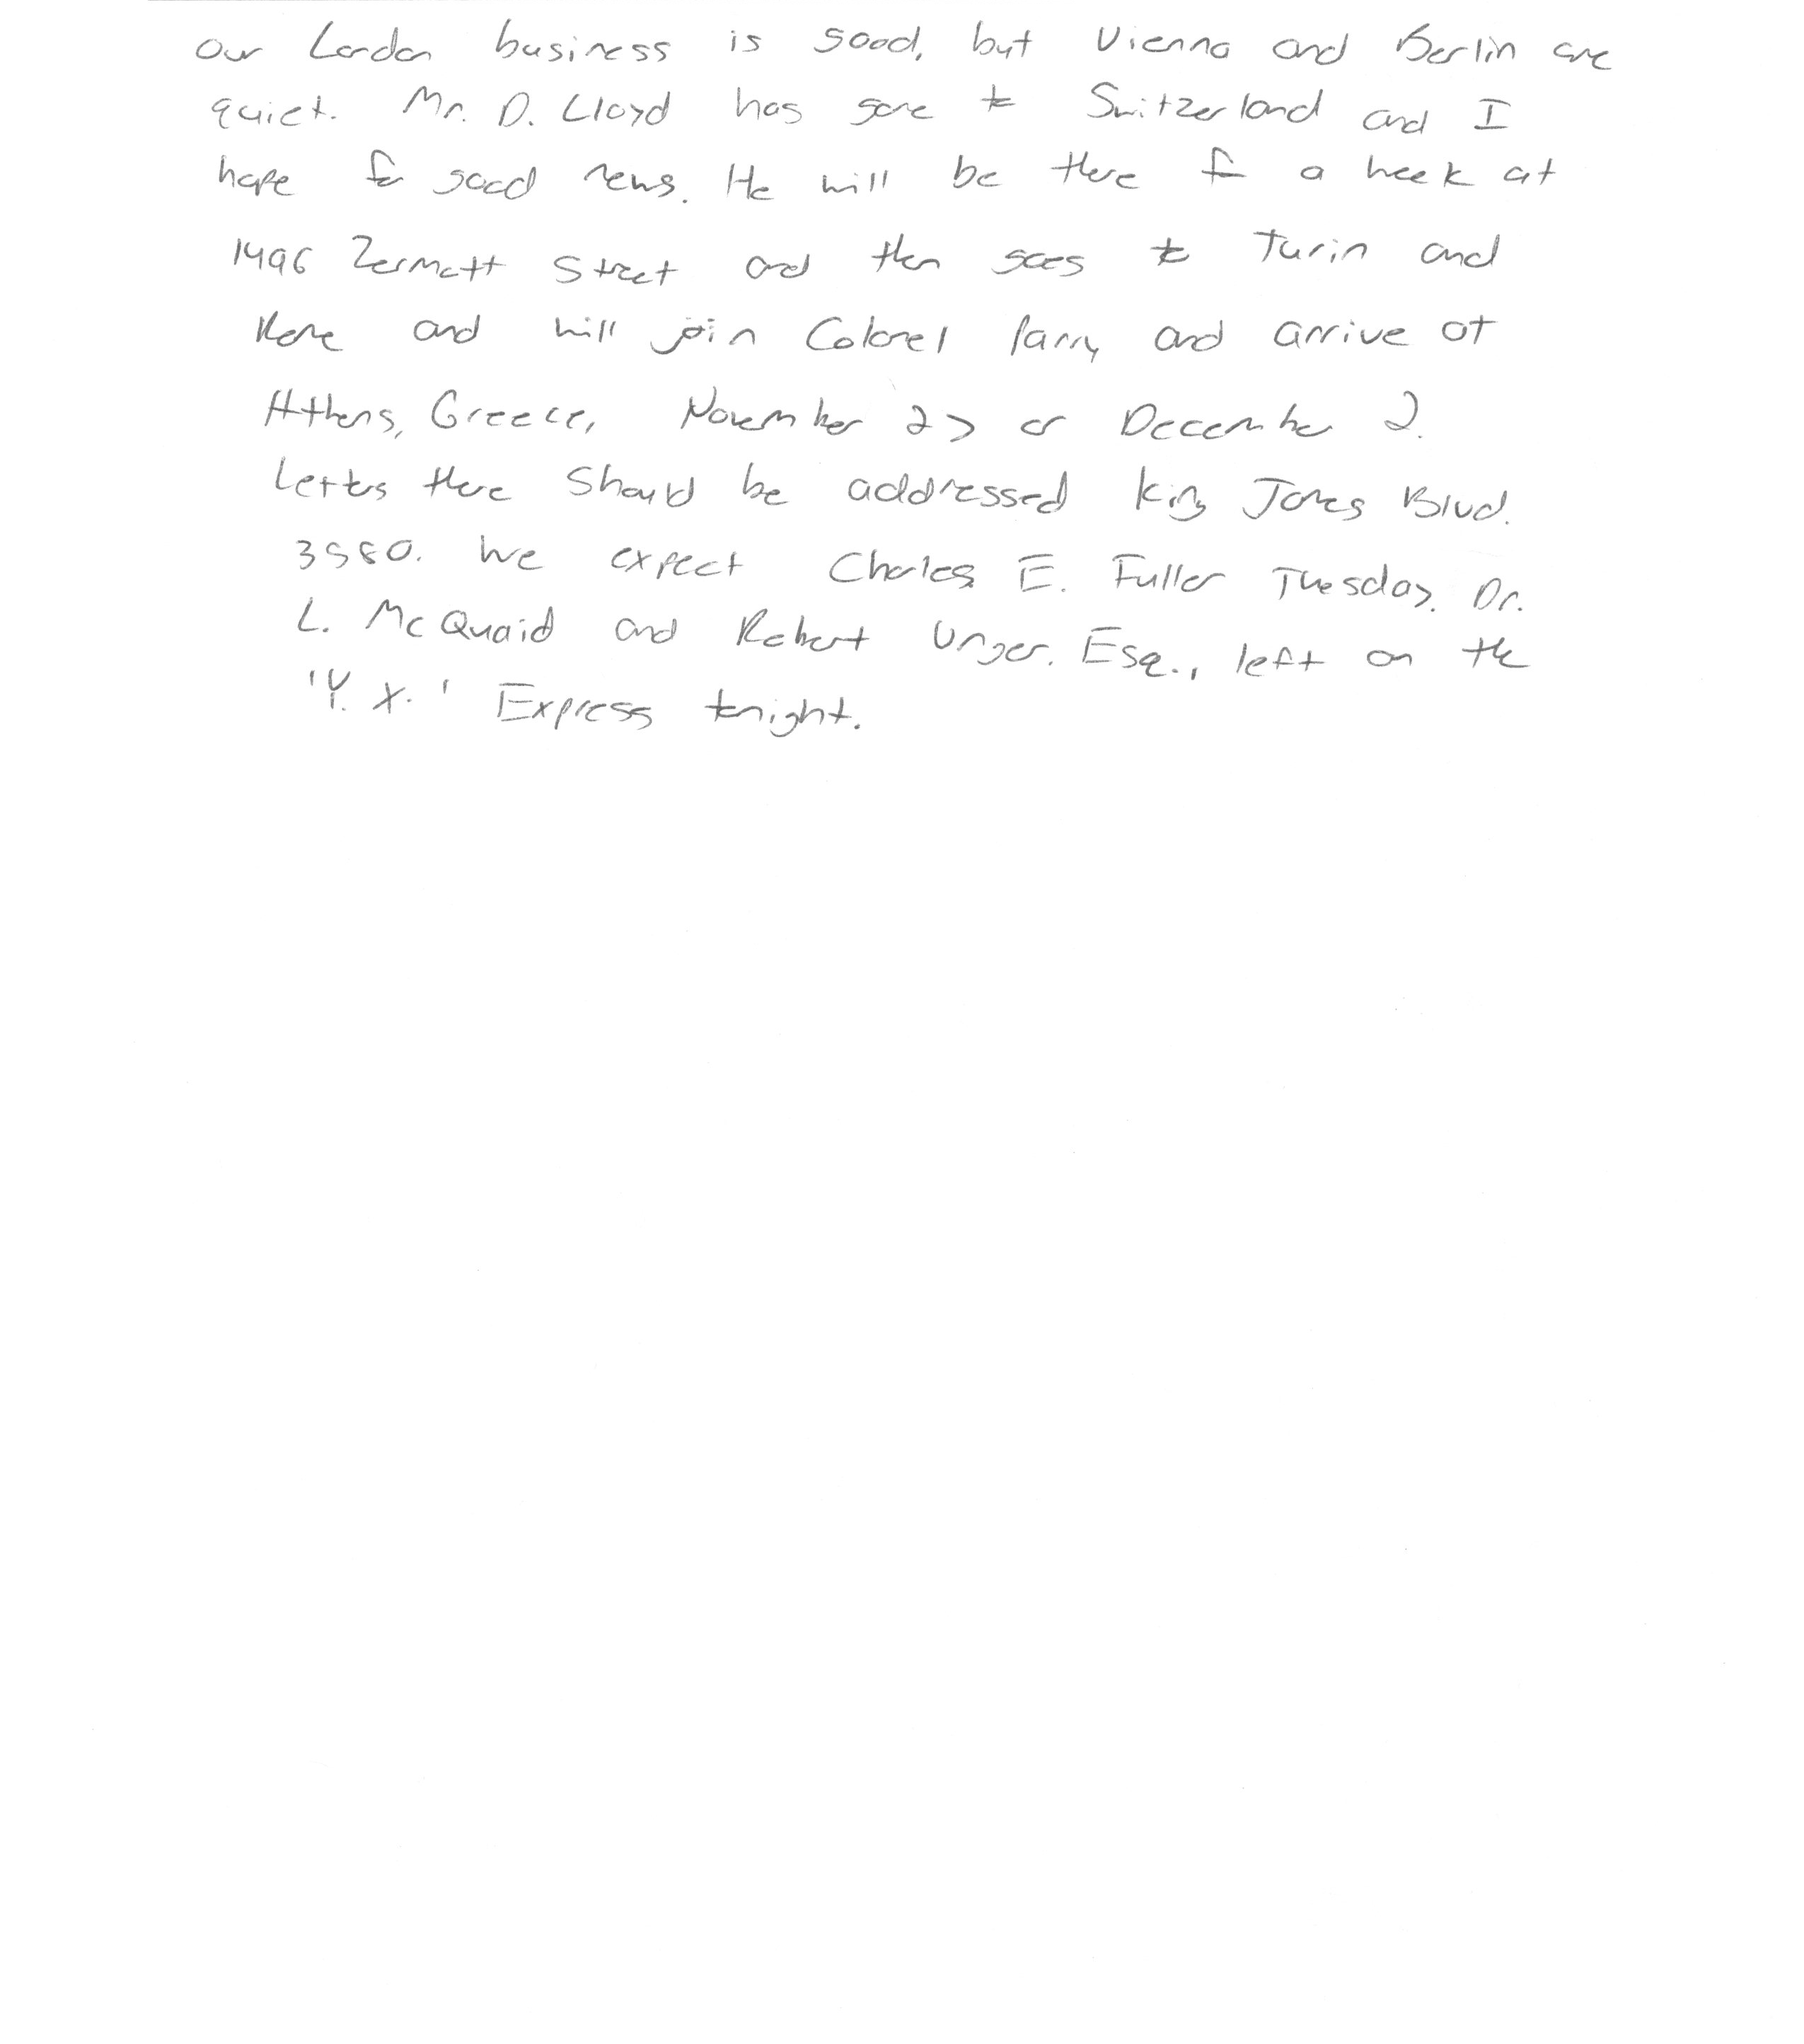 Our London business is good, but Vienna and Berlin are
quiet. Mr. D. Lloyd has gone to Switzerland and I
hope for good news. He will be there for a week at
1496 Zermatt Street and then goes to Turin and
Rome and will join Colonel Parry and arrive at
Athens, Greece, November 27 or December 2.
Letters there should be addressed King James Blvd.
3580. We expect Charles E. Fuller Tuesday. Dr.
L. McQuaid and Robert Unger, Esq., left on the
'Y. X.' Express tonight.